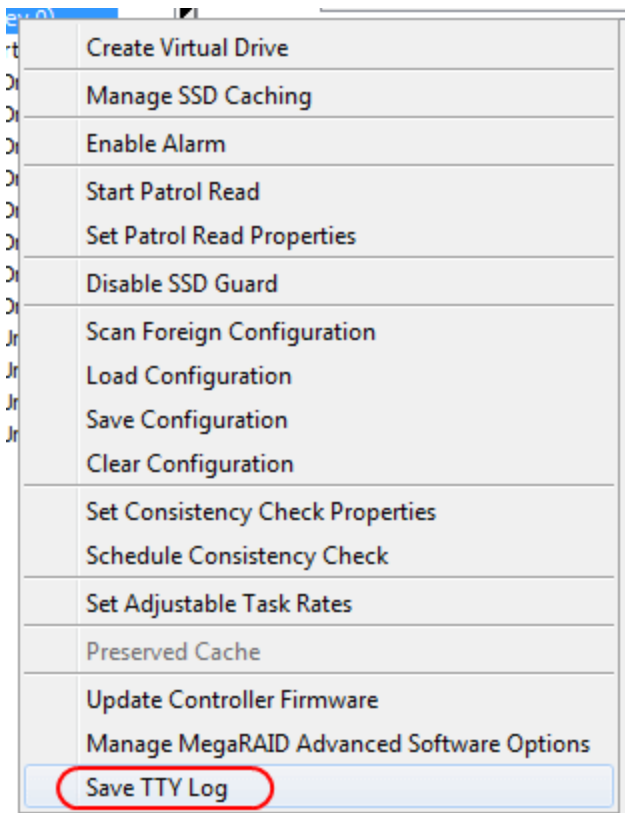 Create Virtual Drive
Manage SSD Caching
Enable Alarm
Start Patrol Read
Set Patrol Read Properties
Disable SSD Guard
Scan Foreign Configuration
Load Configuration
Save Configuration
Clear Configuration
Set Consistency Check Properties
Schedule Consistency Check
Set Adjustable Task Rates
Preserved Cache
Update Controller Firmware
Manage MegaRAID Advanced Software Options
Save TTY Log